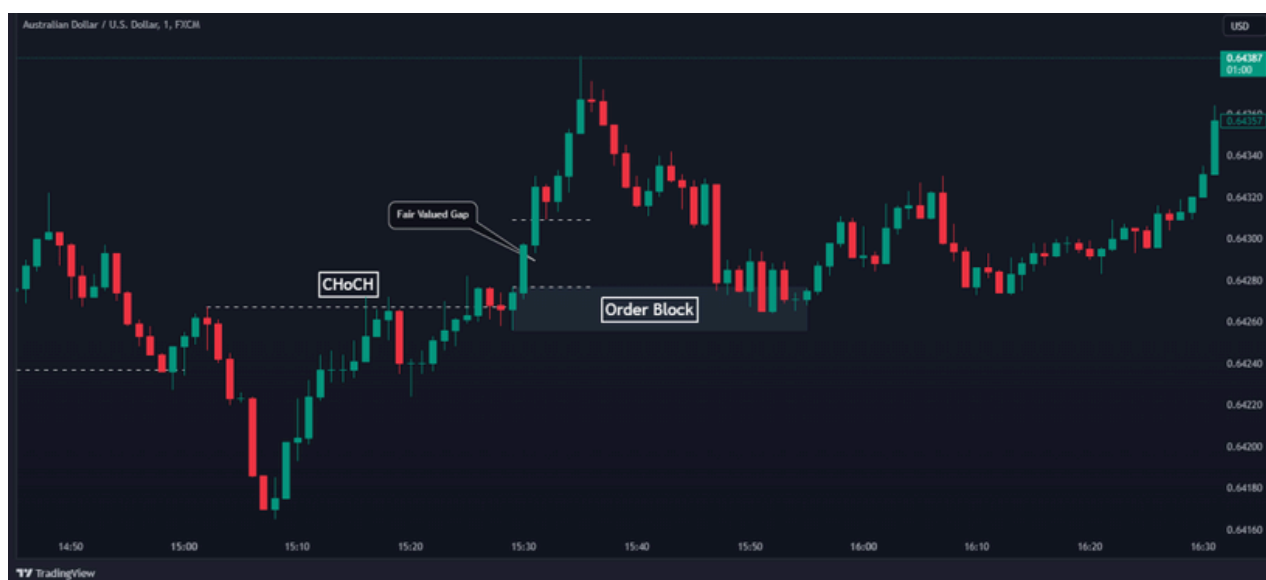 Australian Dollar / U.S. Dollar, 1, FXCM
USD
0.64387
01:00
0.64357
0.64340
0.64320
Fair Valued Gap
0.64300
CHoCH
0.64280
Order Block
0.64260
0.64240
0.64220
0.64200
0.64180
0.64160
14:50 15:00 15:10 15:20 15:30 15:40 15:50 16:00 16:10 16:20 16:30
TradingView